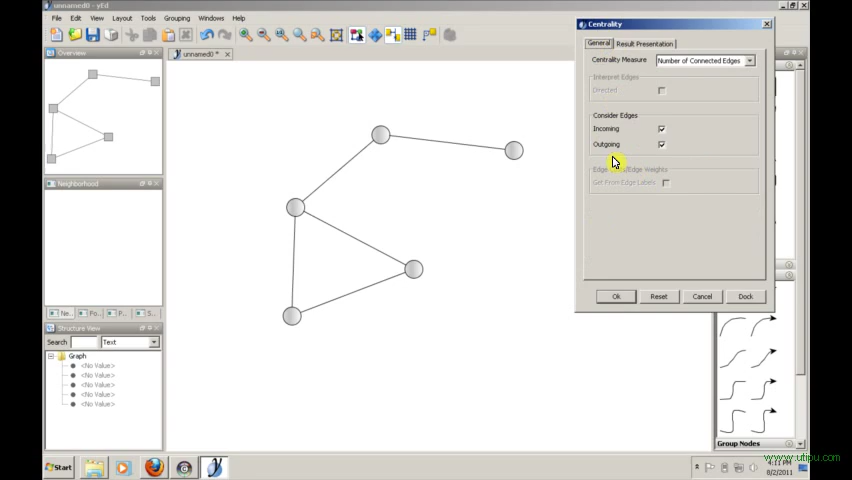 unnamed0 * - yEd
File Edit View Layout Tools Grouping Windows Help
Overview
unnamed0 *
Neighborhood
Ne... Fo... P... S...
Structure View
Search Text
Graph
<No Value>
<No Value>
<No Value>
<No Value>
<No Value>
Centrality
General Result Presentation
Centrality Measure Number of Connected Edges
Interpret Edges
Directed
Consider Edges
Incoming
Outgoing
/Edge Weights
Get From Edge Labels
Ok Reset Cancel Dock
Group Nodes
Start
www.utipu.com
4:11 PM
8/2/2011